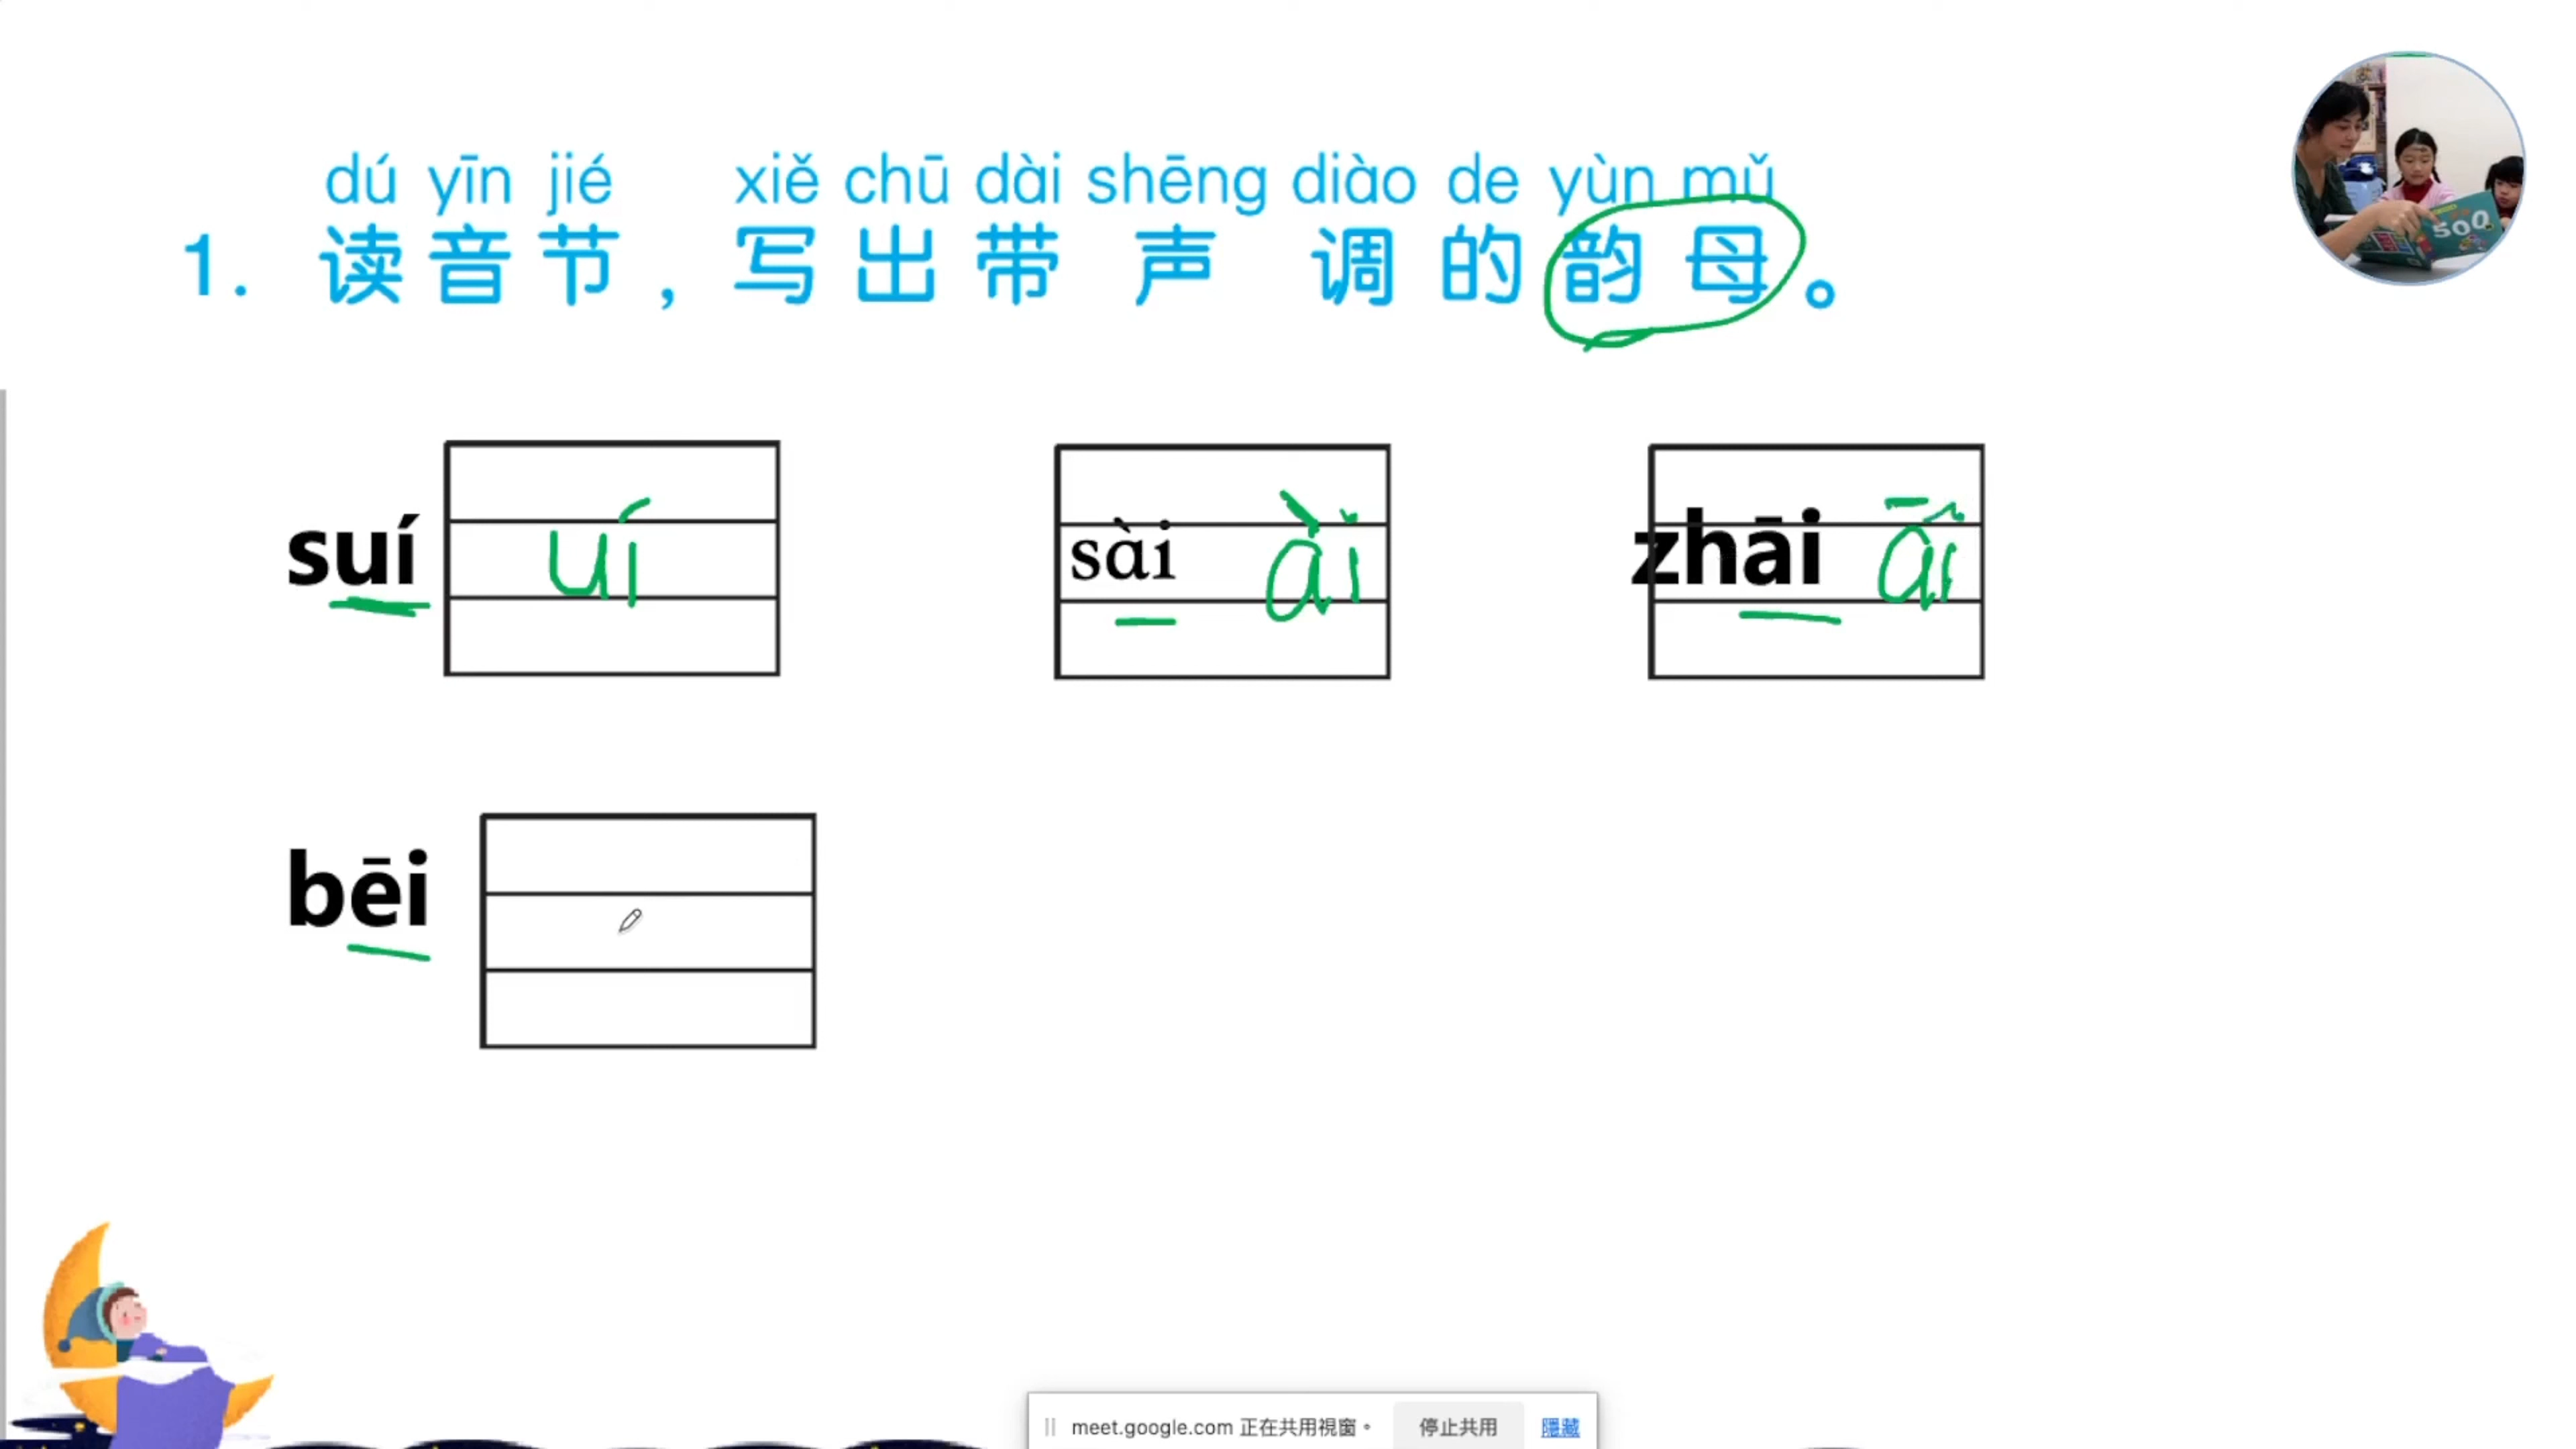 dú yīn jié xiě chū dài shēng diào de yùn mǔ
1. 读音节，写出带声调的韵母。
suí uí sài ài zhāi āi
bēi
500
meet.google.com 正在共用視窗。 停止共用 隱藏